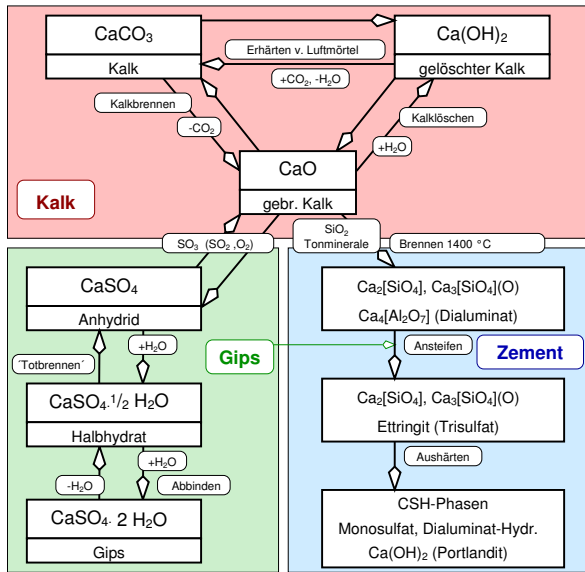 CaCO₃
Kalk
Ca(OH)₂
gelöschter Kalk
Erhärten v. Luftmörtel
+CO₂, -H₂O
Kalkbrennen
-CO₂
Kalklöschen
+H₂O
CaO
gebr. Kalk
Kalk
SO₃ (SO₂ ,O₂)
SiO₂
Tonminerale
Brennen 1400 °C
CaSO₄
Anhydrid
+H₂O
´Totbrennen´
CaSO₄·¹/² H₂O
Halbhydrat
-H₂O
+H₂O
Abbinden
CaSO₄· 2 H₂O
Gips
Gips
Ca₂[SiO₄], Ca₃[SiO₄](O)
Ca₄[Al₂O₇] (Dialuminat)
Ansteifen
Zement
Ca₂[SiO₄], Ca₃[SiO₄](O)
Ettringit (Trisulfat)
Aushärten
CSH-Phasen
Monosulfat, Dialuminat-Hydr.
Ca(OH)₂ (Portlandit)